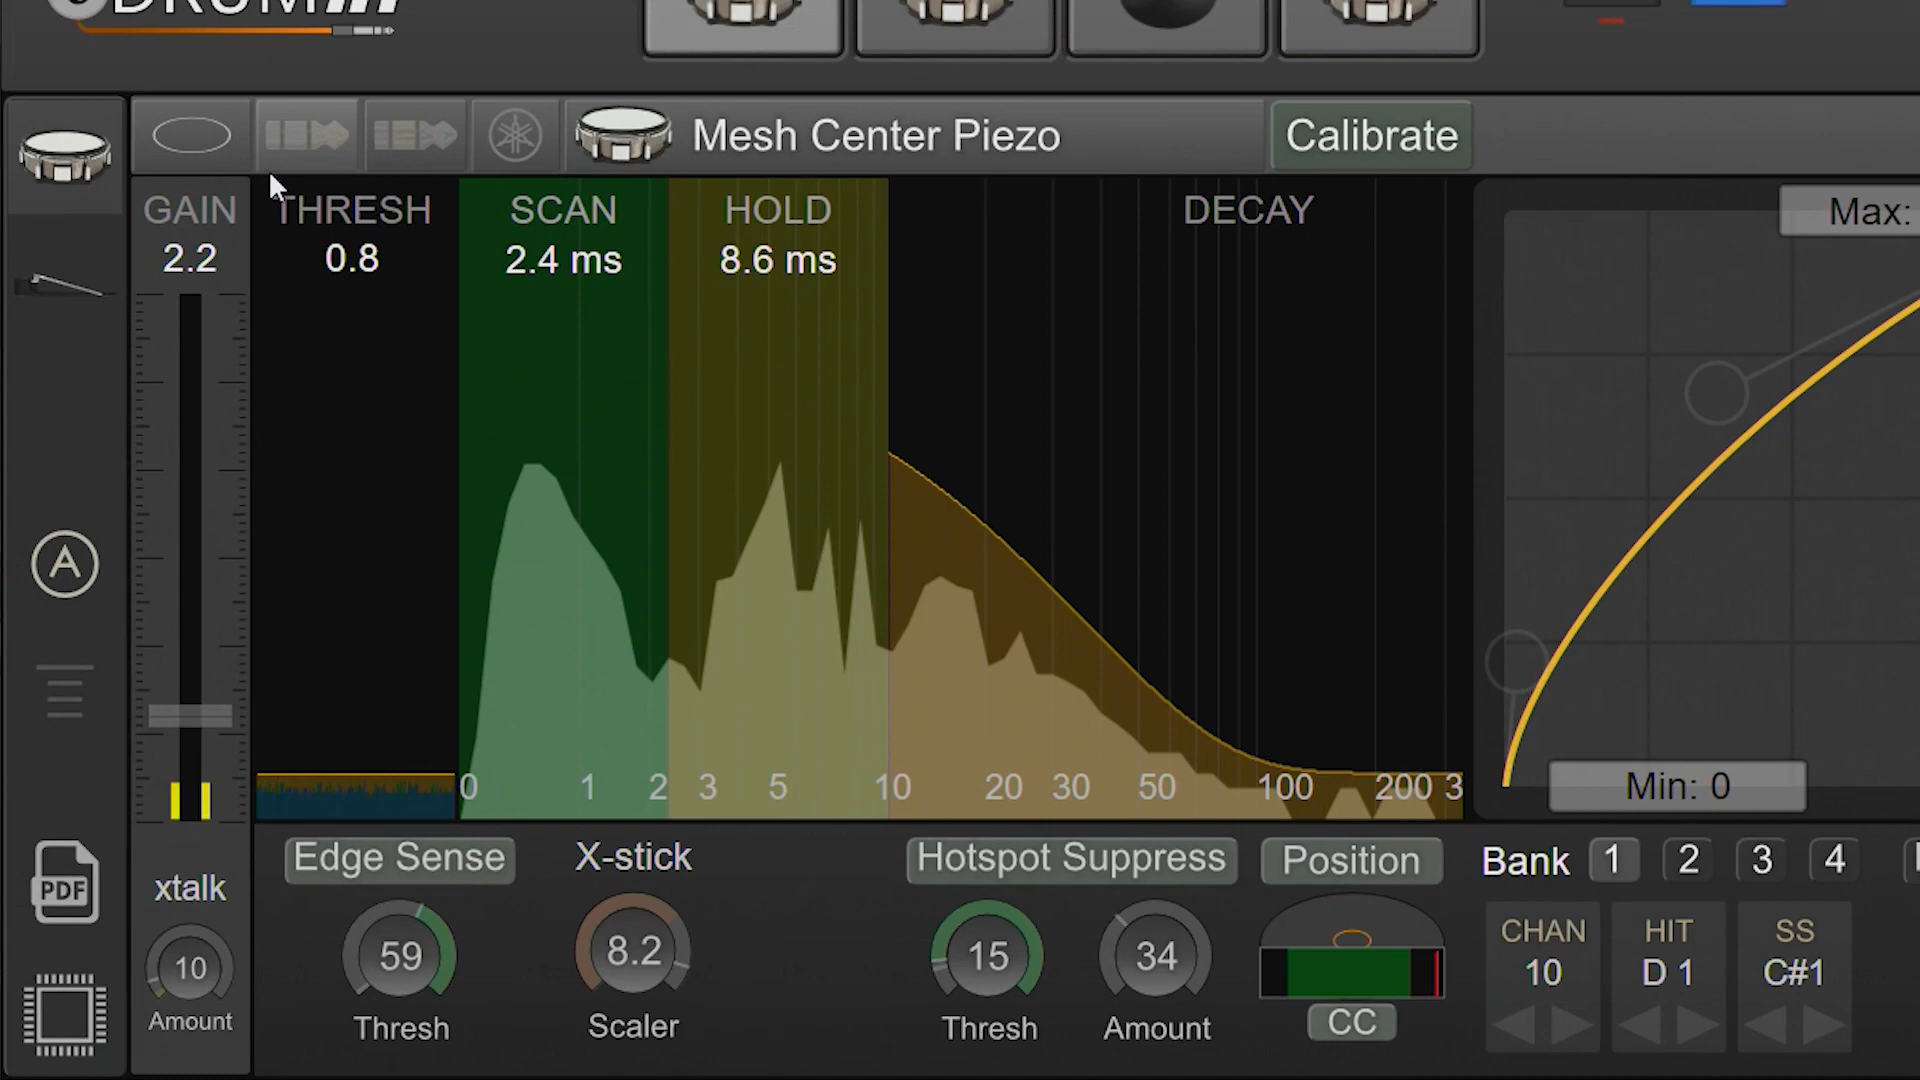 DRUM
Mesh Center Piezo
Calibrate
GAIN
2.2
THRESH
0.8
SCAN
2.4 ms
HOLD
8.6 ms
DECAY
Max:
0 1 2 3 5 10 20 30 50 100 200 3
Min: 0
A
PDF
xtalk
10
Amount
Edge Sense
59
Thresh
X-stick
8.2
Scaler
Hotspot Suppress
15
Thresh
34
Amount
Position
CC
Bank 1 2 3 4
CHAN
10
HIT
D 1
SS
C#1